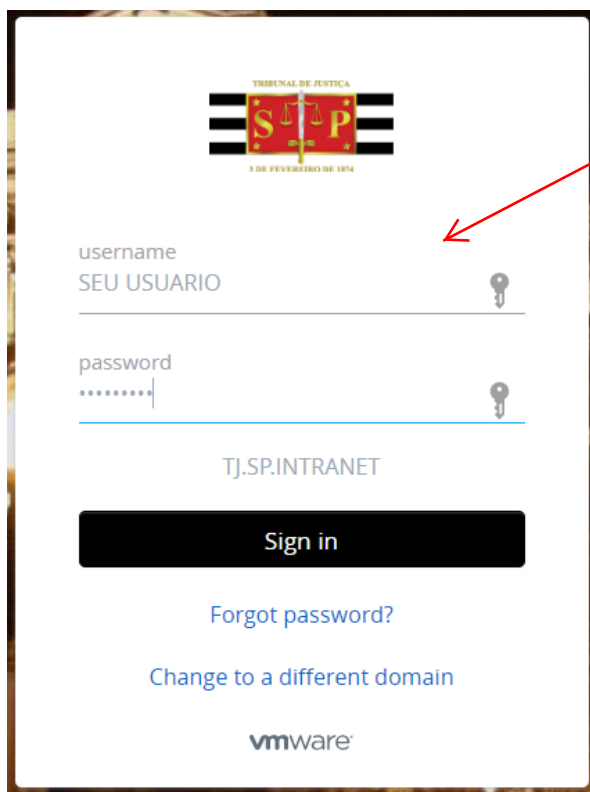 TRIBUNAL DE JUSTIÇA
S P
3 DE FEVEREIRO DE 1874
username
SEU USUARIO
password
•••••••••
TJ.SP.INTRANET
Sign in
Forgot password?
Change to a different domain
vmware